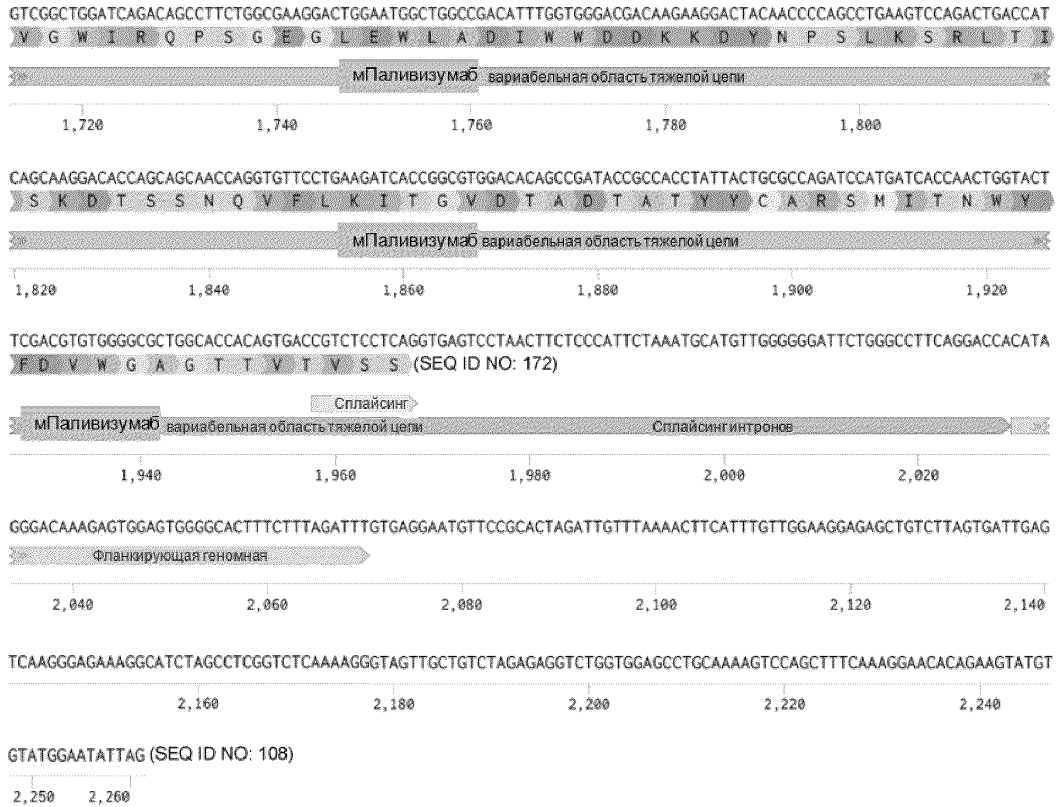 GTCGGCTGGATCAGACAGCCTTCTGGCGAAGGACTGGAATGGCTGGCCGACATTTGGTGGGACGACAAGAAGGACTACAACCCCAGCCTGAAGTCCAGACTGACCAT
V G W I R Q P S G E G L E W L A D I W W D D K K D Y N P S L K S R L T I
мПаливизумаб вариабельная область тяжелой цепи
1,720 1,740 1,760 1,780 1,800
CAGCAAGGACACCAGCAGCAACCAGGTGTTCCTGAAGATCACCGGCGTGGACACAGCCGATACCGCCACCTATTACTGCGCCAGATCCATGATCACCAACTGGTACT
S K D T S S N Q V F L K I T G V D T A D T A T Y Y C A R S M I T N W Y
мПаливизумаб вариабельная область тяжелой цепи
1,820 1,840 1,860 1,880 1,900 1,920
TCGACGTGTGGGGCGCTGGCACCACAGTGACCGTCTCCTCAGGTGAGTCCTAACTTCTCCCATTCTAAATGCATGTTGGGGGGATTCTGGGCCTTCAGGACCACATA
F D V W G A G T T V T V S S (SEQ ID NO: 172)
Сплайсинг
мПаливизумаб вариабельная область тяжелой цепи Сплайсинг интронов
1,940 1,960 1,980 2,000 2,020
GGGACAAAGAGTGGAGTGGGGCACTTTCTTTAGATTTGTGAGGAATGTTCCGCACTAGATTGTTTAAAACTTCATTTGTTGGAAGGAGAGCTGTCTTAGTGATTGAG
Фланкирующая геномная
2,040 2,060 2,080 2,100 2,120 2,140
TCAAGGGAGAAAGGCATCTAGCCTCGGTCTCAAAAGGGTAGTTGCTGTCTAGAGAGGTCTGGTGGAGCCTGCAAAAGTCCAGCTTTCAAAGGAACACAGAAGTATGT
2,160 2,180 2,200 2,220 2,240
GTATGGAATATTAG (SEQ ID NO: 108)
2,250 2,260